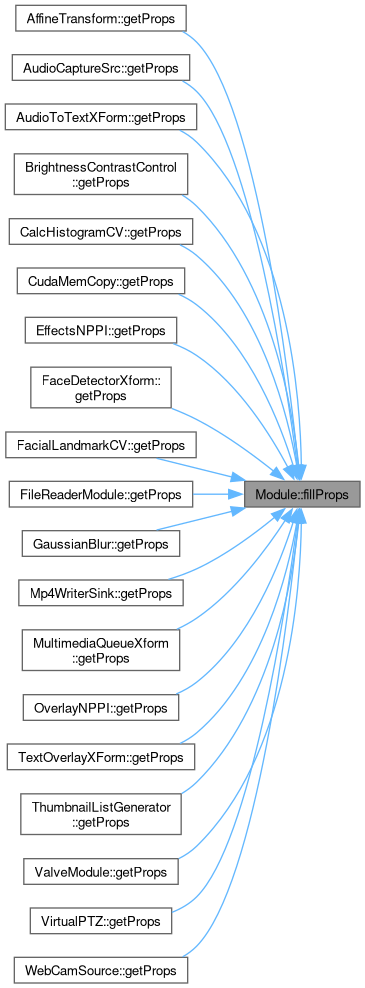 AffineTransform::getProps
AudioCaptureSrc::getProps
AudioToTextXForm::getProps
BrightnessContrastControl
::getProps
CalcHistogramCV::getProps
CudaMemCopy::getProps
EffectsNPPI::getProps
FaceDetectorXform::
getProps
FacialLandmarkCV::getProps
Module::fillProps
FileReaderModule::getProps
GaussianBlur::getProps
Mp4WriterSink::getProps
MultimediaQueueXform
::getProps
OverlayNPPI::getProps
TextOverlayXForm::getProps
ThumbnailListGenerator
::getProps
ValveModule::getProps
VirtualPTZ::getProps
WebCamSource::getProps